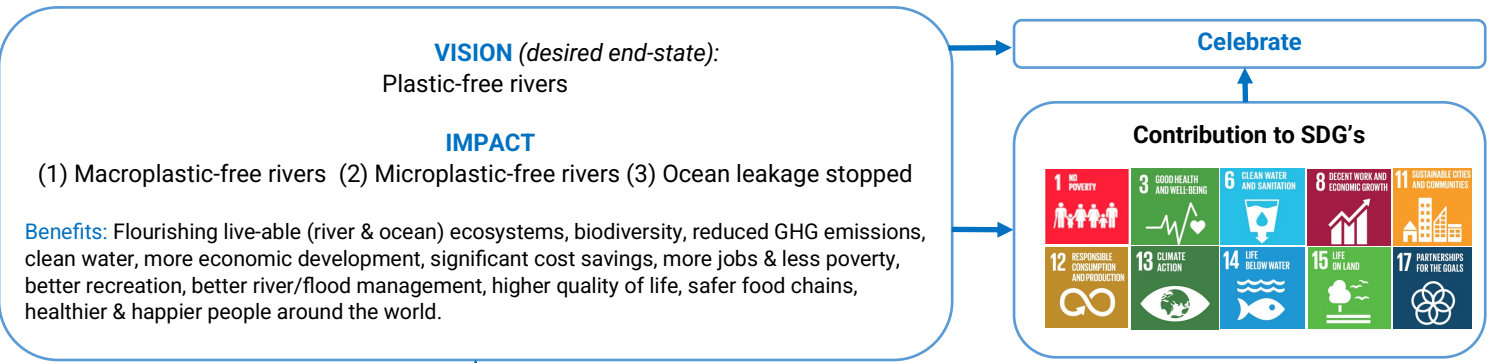 VISION (desired end-state):
Plastic-free rivers
IMPACT
(1) Macroplastic-free rivers (2) Microplastic-free rivers (3) Ocean leakage stopped
Benefits: Flourishing live-able (river & ocean) ecosystems, biodiversity, reduced GHG emissions,
clean water, more economic development, significant cost savings, more jobs & less poverty,
better recreation, better river/flood management, higher quality of life, safer food chains,
healthier & happier people around the world.
Celebrate
Contribution to SDG's
1 NO
POVERTY
3 GOOD HEALTH
AND WELL-BEING
6 CLEAN WATER
AND SANITATION
8 DECENT WORK AND
ECONOMIC GROWTH
11 SUSTAINABLE CITIES
AND COMMUNITIES
12 RESPONSIBLE
CONSUMPTION
AND PRODUCTION
13 CLIMATE
ACTION
14 LIFE
BELOW WATER
15 LIFE
ON LAND
17 PARTNERSHIPS
FOR THE GOALS